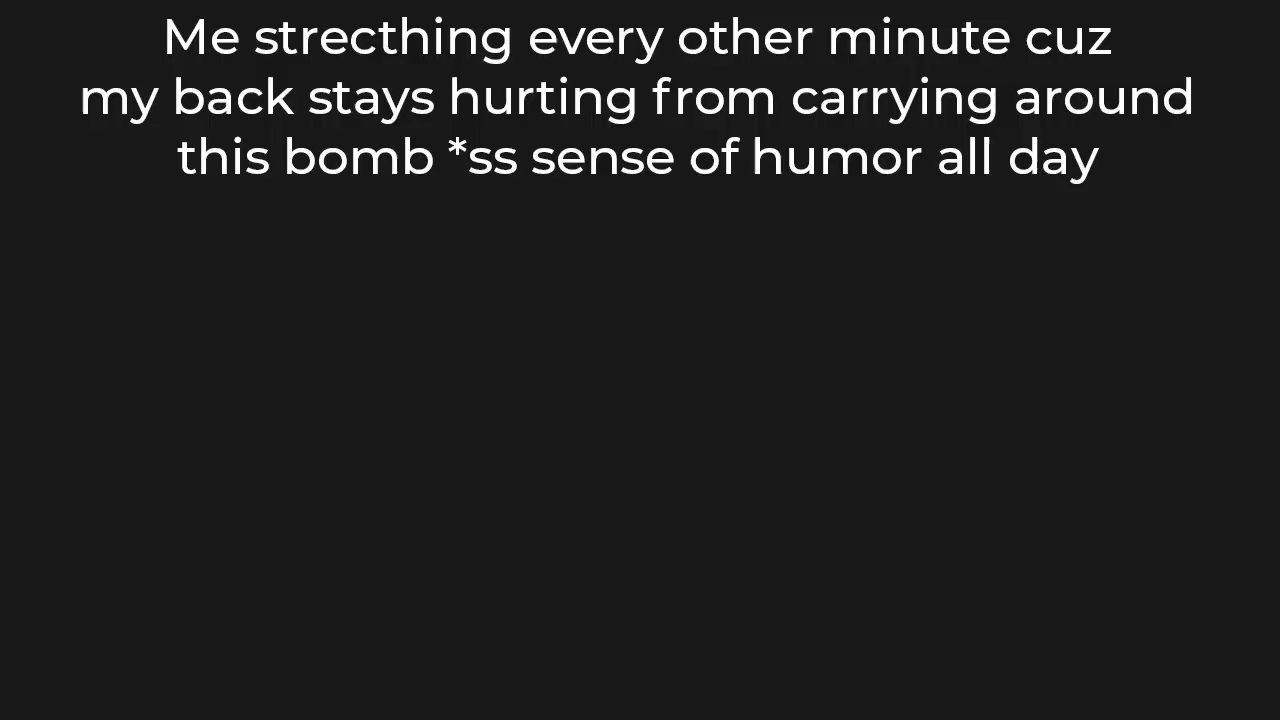 Me strecthing every other minute cuz
my back stays hurting from carrying around
this bomb *ss sense of humor all day